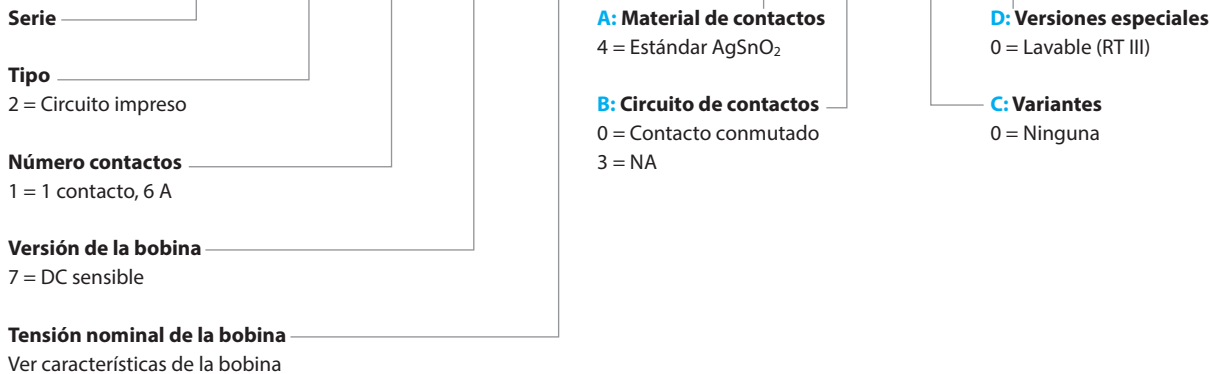 Serie
Tipo
2 = Circuito impreso
Número contactos
1 = 1 contacto, 6 A
Versión de la bobina
7 = DC sensible
Tensión nominal de la bobina
Ver características de la bobina
A: Material de contactos
4 = Estándar AgSnO₂
B: Circuito de contactos
0 = Contacto conmutado
3 = NA
D: Versiones especiales
0 = Lavable (RT III)
C: Variantes
0 = Ninguna